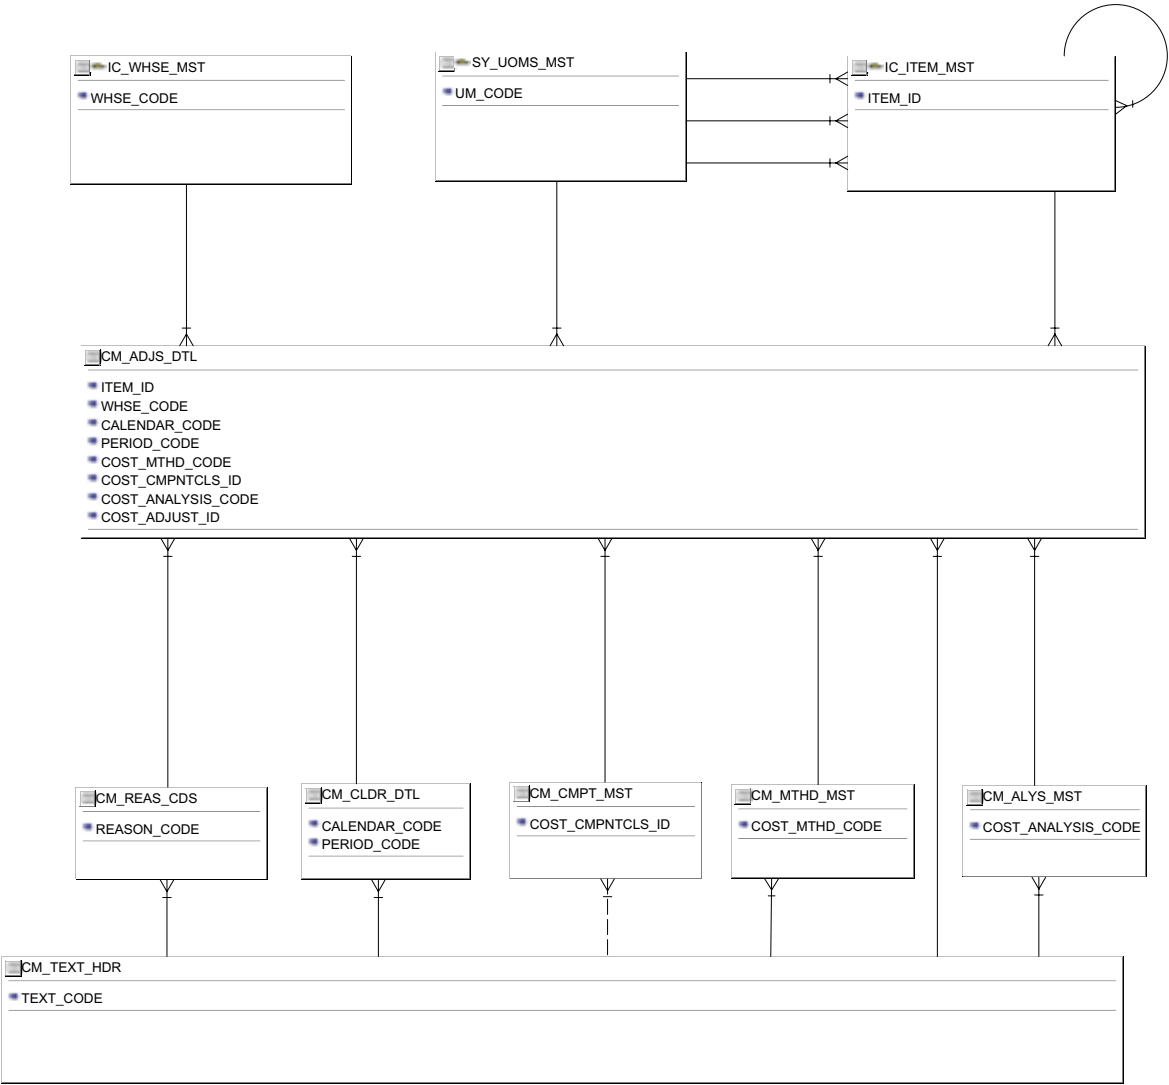 IC_WHSE_MST
WHSE_CODE
SY_UOMS_MST
UM_CODE
IC_ITEM_MST
ITEM_ID
CM_ADJS_DTL
ITEM_ID
WHSE_CODE
CALENDAR_CODE
PERIOD_CODE
COST_MTHD_CODE
COST_CMPNTCLS_ID
COST_ANALYSIS_CODE
COST_ADJUST_ID
CM_REAS_CDS
REASON_CODE
CM_CLDR_DTL
CALENDAR_CODE
PERIOD_CODE
CM_CMPT_MST
COST_CMPNTCLS_ID
CM_MTHD_MST
COST_MTHD_CODE
CM_ALYS_MST
COST_ANALYSIS_CODE
CM_TEXT_HDR
TEXT_CODE